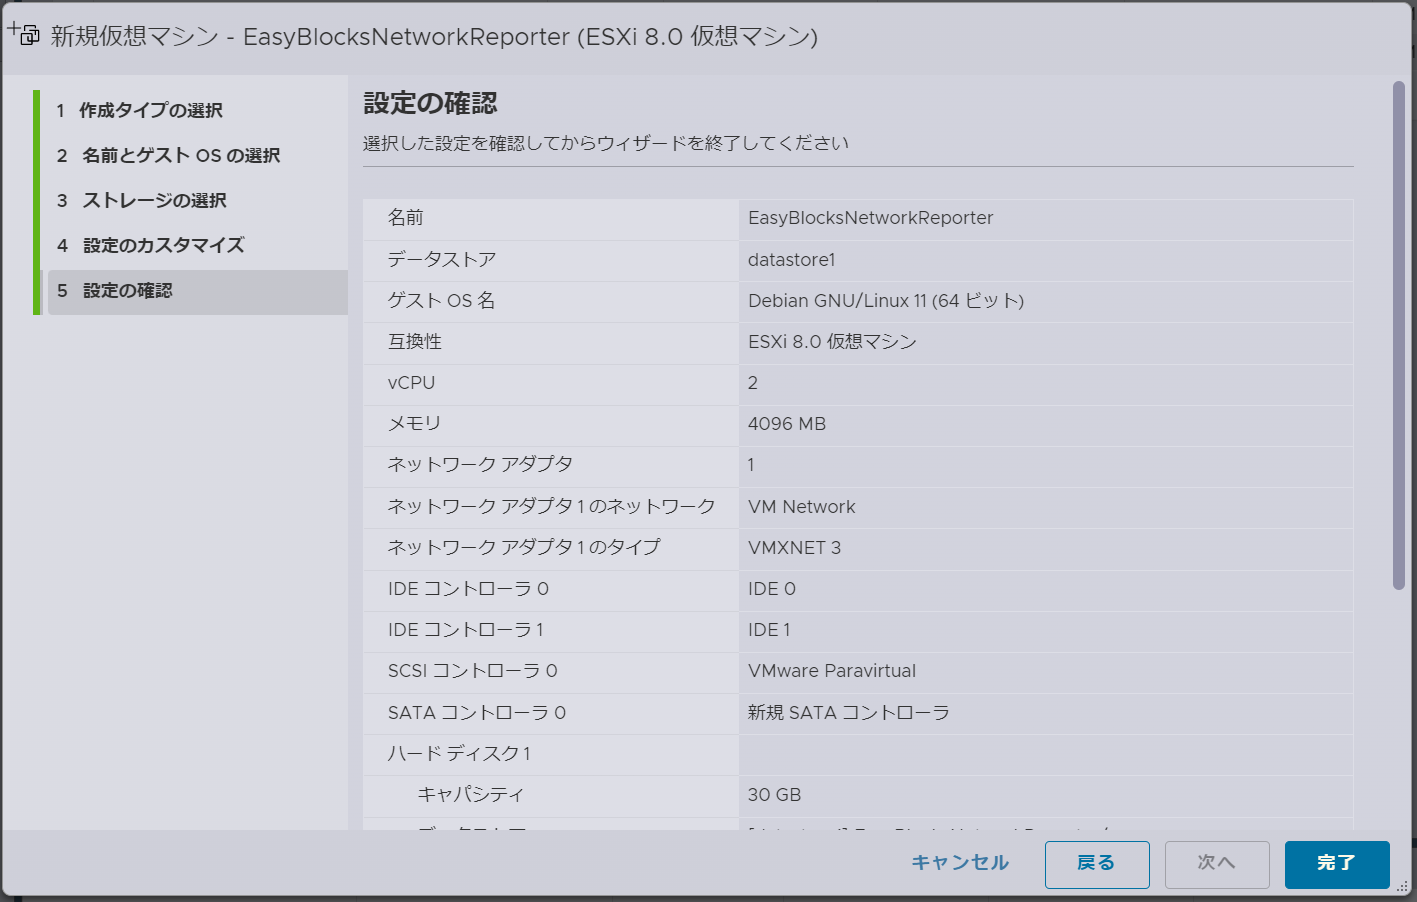 新規仮想マシン - EasyBlocksNetworkReporter (ESXi 8.0 仮想マシン)
1 作成タイプの選択
2 名前とゲスト OS の選択
3 ストレージの選択
4 設定のカスタマイズ
5 設定の確認
設定の確認
選択した設定を確認してからウィザードを終了してください
名前 EasyBlocksNetworkReporter
データストア datastore1
ゲスト OS 名 Debian GNU/Linux 11 (64 ビット)
互換性 ESXi 8.0 仮想マシン
vCPU 2
メモリ 4096 MB
ネットワーク アダプタ 1
ネットワーク アダプタ 1 のネットワーク VM Network
ネットワーク アダプタ 1 のタイプ VMXNET 3
IDE コントローラ 0 IDE 0
IDE コントローラ 1 IDE 1
SCSI コントローラ 0 VMware Paravirtual
SATA コントローラ 0 新規 SATA コントローラ
ハード ディスク 1
キャパシティ 30 GB
キャンセル
戻る
次へ
完了